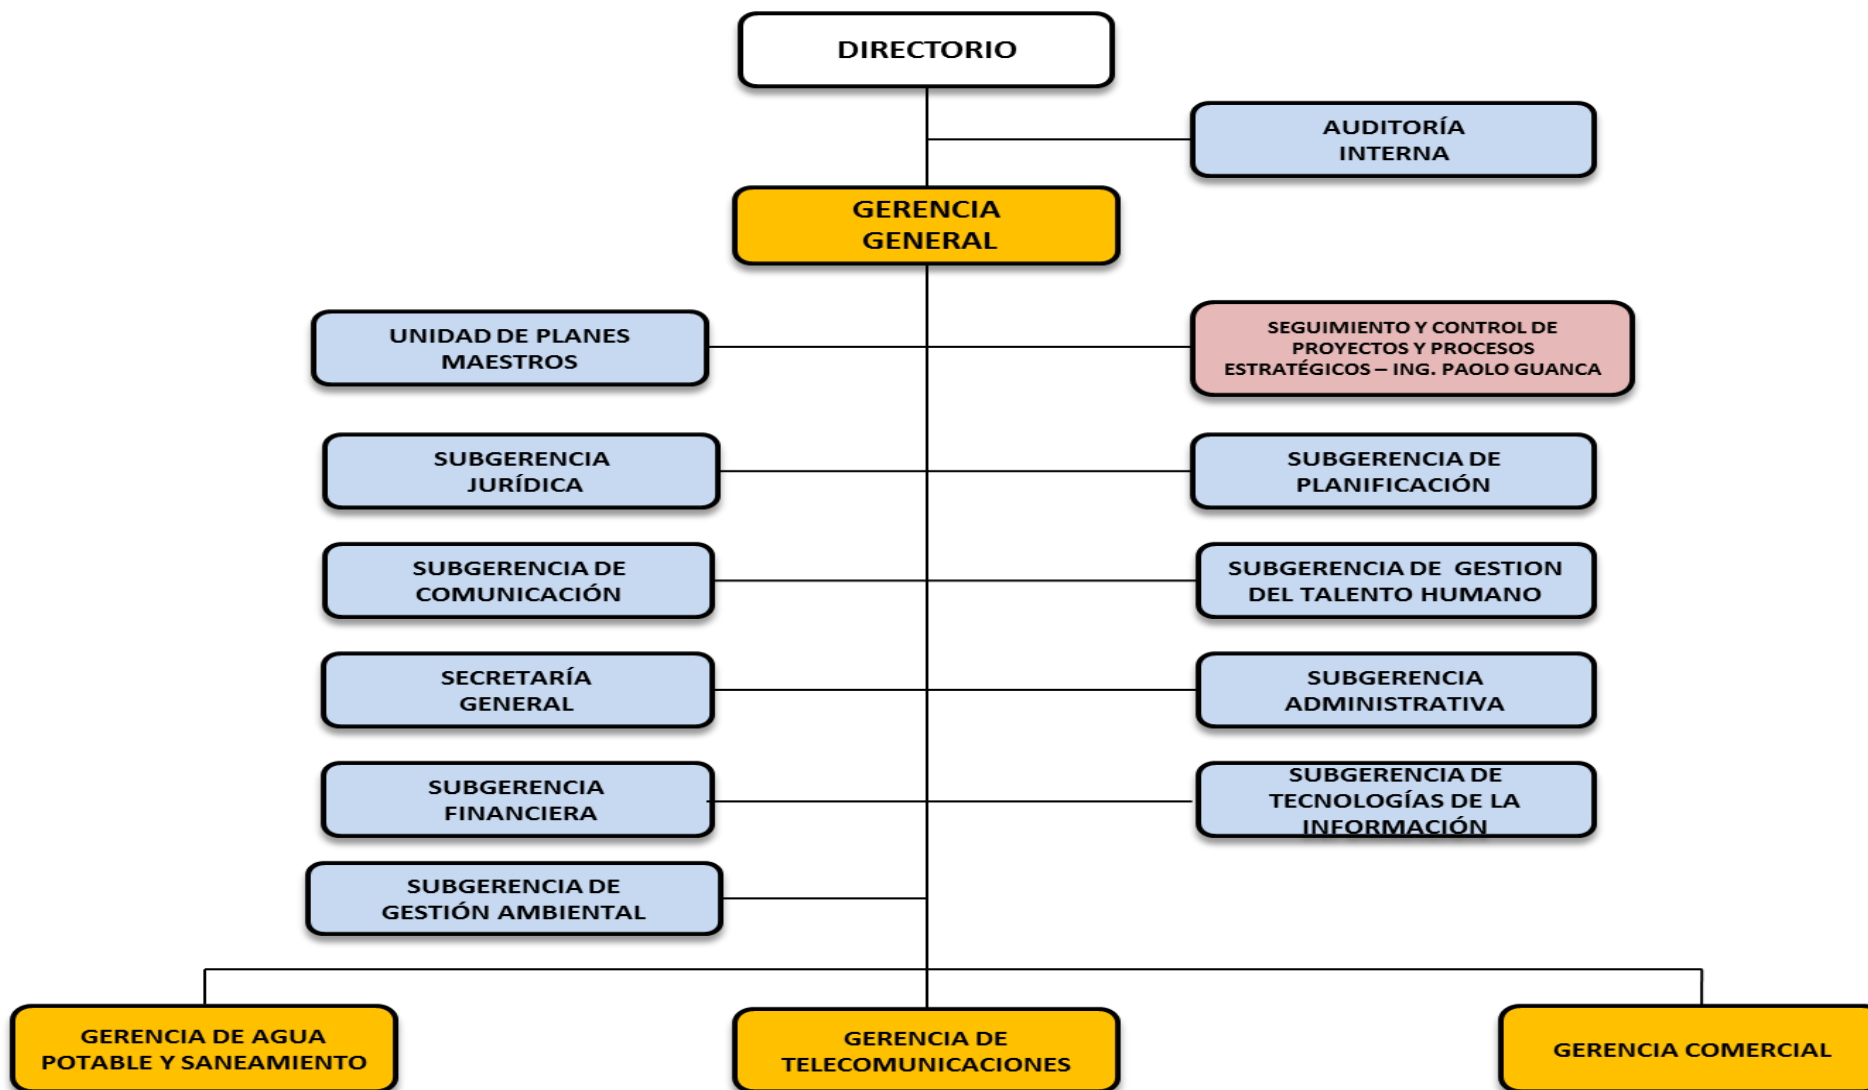 DIRECTORIO
AUDITORÍA
INTERNA
GERENCIA
GENERAL
UNIDAD DE PLANES
MAESTROS
SEGUIMIENTO Y CONTROL DE
PROYECTOS Y PROCESOS
ESTRATÉGICOS – ING. PAOLO GUANCA
SUBGERENCIA
JURÍDICA
SUBGERENCIA DE
PLANIFICACIÓN
SUBGERENCIA DE
COMUNICACIÓN
SUBGERENCIA DE GESTION
DEL TALENTO HUMANO
SECRETARÍA
GENERAL
SUBGERENCIA
ADMINISTRATIVA
SUBGERENCIA
FINANCIERA
SUBGERENCIA DE
TECNOLOGÍAS DE LA
INFORMACIÓN
SUBGERENCIA DE
GESTIÓN AMBIENTAL
GERENCIA DE AGUA
POTABLE Y SANEAMIENTO
GERENCIA DE
TELECOMUNICACIONES
GERENCIA COMERCIAL